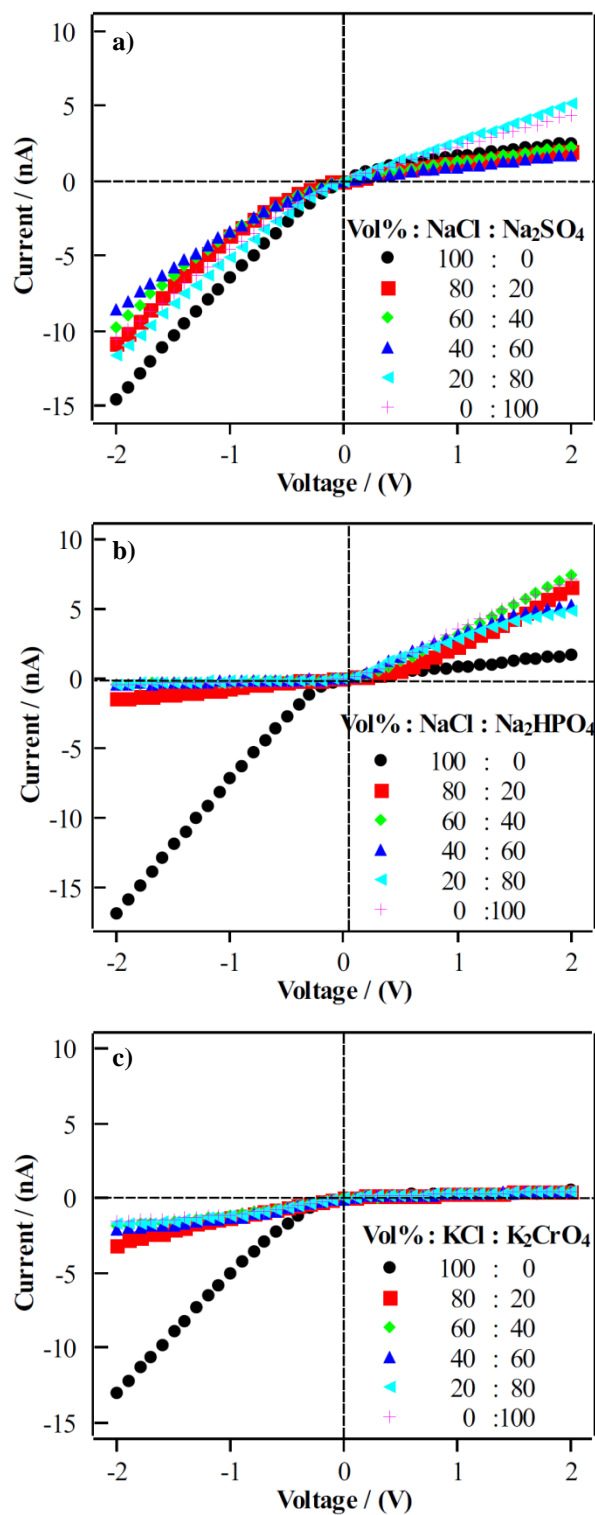 a)
10
5
0
-5
-10
-15
Current / (nA)
Vol% : NaCl : Na₂SO₄
100 : 0
80 : 20
60 : 40
40 : 60
20 : 80
0 : 100
-2 -1 0 1 2
Voltage / (V)
b)
10
5
0
-5
-10
-15
Current / (nA)
Vol% : NaCl : Na₂HPO₄
100 : 0
80 : 20
60 : 40
40 : 60
20 : 80
0 :100
-2 -1 0 1 2
Voltage / (V)
c)
10
5
0
-5
-10
-15
Current / (nA)
Vol% : KCl : K₂CrO₄
100 : 0
80 : 20
60 : 40
40 : 60
20 : 80
0 :100
-2 -1 0 1 2
Voltage / (V)